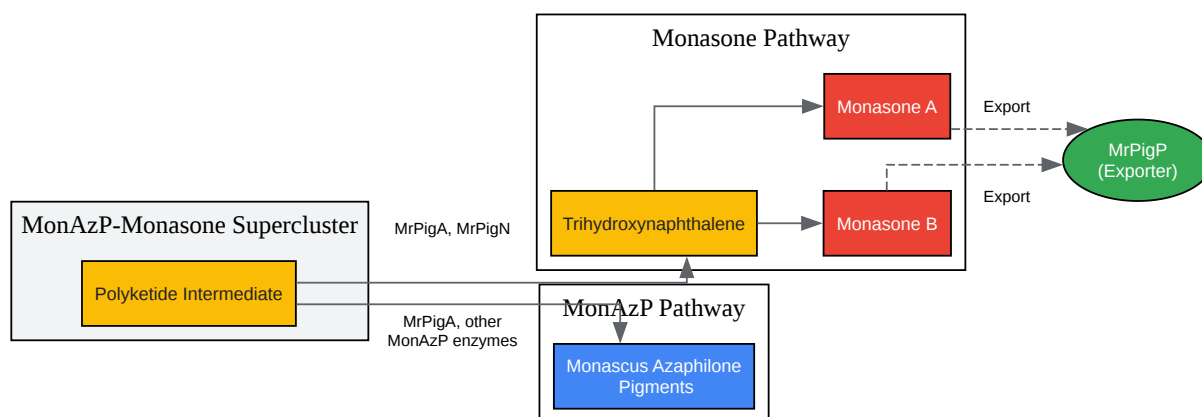 Monasone Pathway
Monasone A
Export
MrPigP
(Exporter)
Trihydroxynaphthalene
Monasone B
Export
MonAzP-Monasone Supercluster
Polyketide Intermediate
MrPigA, MrPigN
MrPigA, other
MonAzP enzymes
MonAzP Pathway
Monascus Azaphilone
Pigments